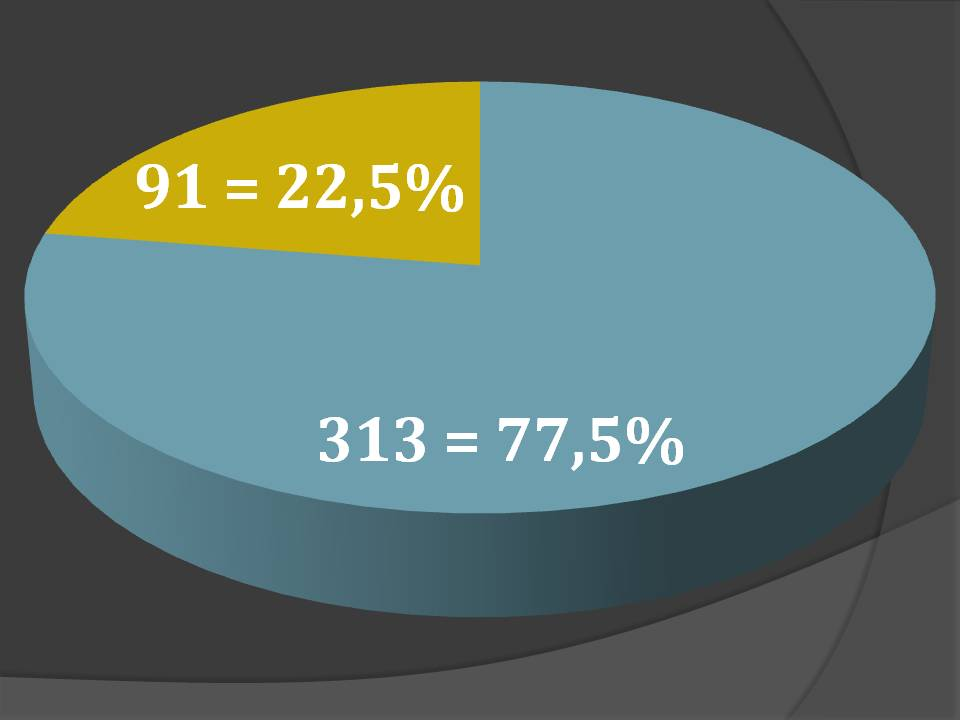 91 = 22,5%
313 = 77,5%